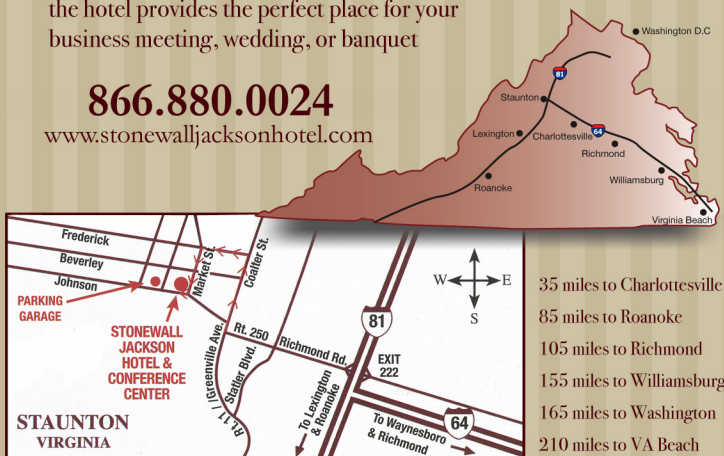 the hotel provides the perfect place for your
business meeting, wedding, or banquet
866.880.0024
www.stonewalljacksonhotel.com
Washington D.C
81
Staunton
64
Lexington
Charlottesville
Richmond
Roanoke
Williamsburg
Virginia Beach
Frederick
Beverley
Johnson
Market St.
Coalter St.
PARKING
GARAGE
STONEWALL
JACKSON
HOTEL &
CONFERENCE
CENTER
Rt. 11 / /Greenville Ave.
Statler Blvd.
Rt. 250
Richmond Rd.
W
E
S
81
EXIT
222
64
To Lexington
& Roanoke
To Waynesboro
& Richmond
STAUNTON
VIRGINIA
35 miles to Charlottesville
85 miles to Roanoke
105 miles to Richmond
155 miles to Williamsburg
165 miles to Washington
210 miles to VA Beach